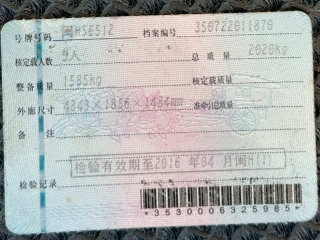 号牌号码 闽HS6512 档案编号 350722011870
核定载人数 5人 总质量 2020kg
整备质量 1585kg 核定载质量
外廓尺寸 4843×1856×1484mm 准牵引总质量
备注
检验有效期至2016年04月闽H(1)
检验记录
*3530006325985*